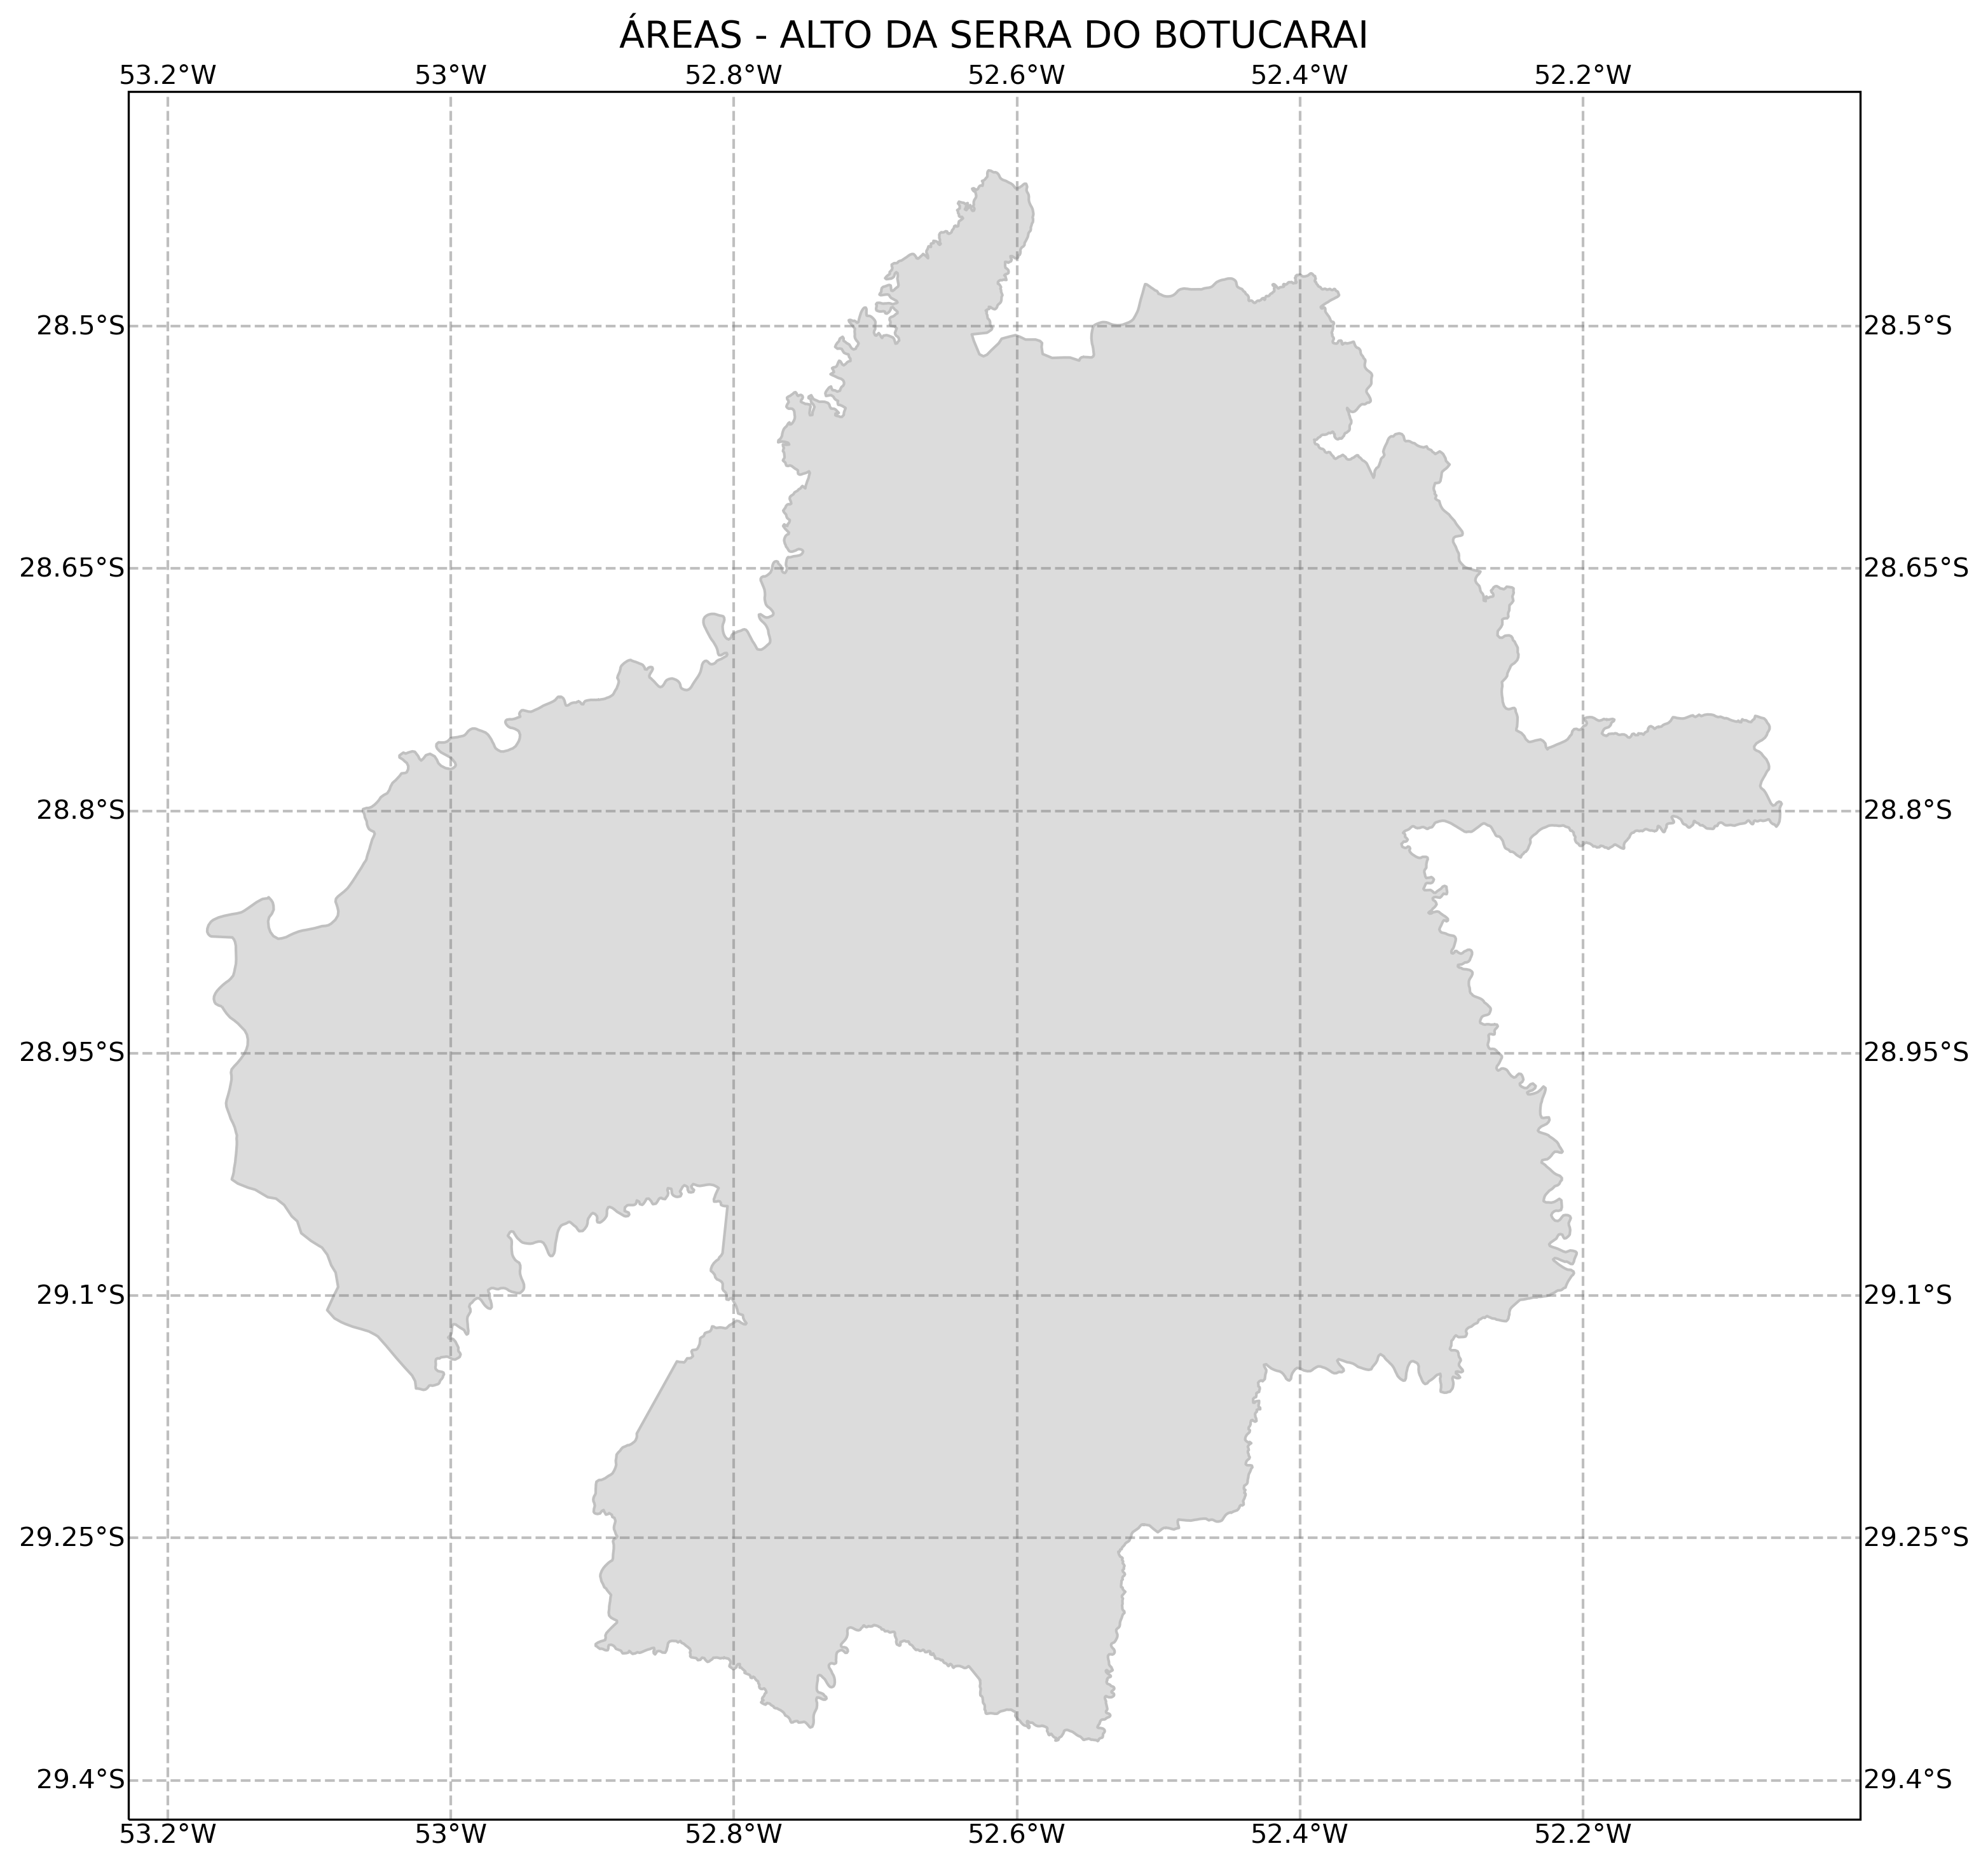 ÁREAS - ALTO DA SERRA DO BOTUCARAI
53.2°W 53°W 52.8°W 52.6°W 52.4°W 52.2°W
28.5°S 28.5°S
28.65°S 28.65°S
28.8°S 28.8°S
28.95°S 28.95°S
29.1°S 29.1°S
29.25°S 29.25°S
29.4°S 29.4°S
53.2°W 53°W 52.8°W 52.6°W 52.4°W 52.2°W